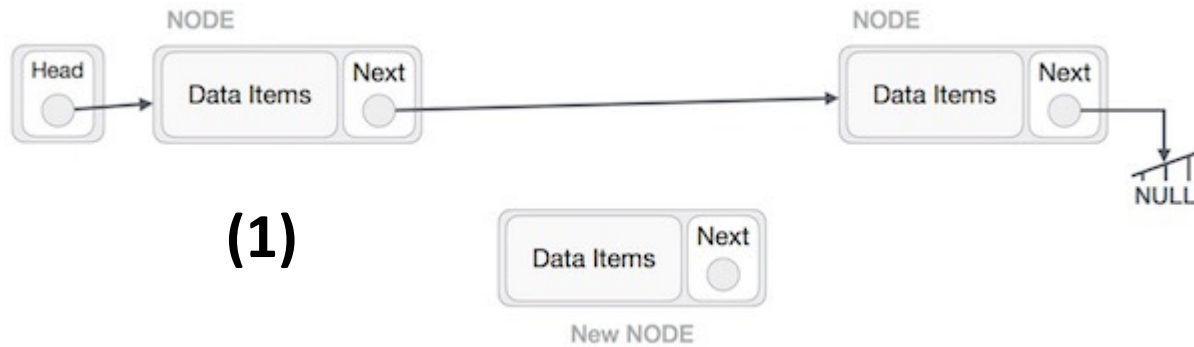 NODE
NODE
Head
Data Items
Next
Data Items
Next
NULL
(1)
Data Items
Next
New NODE